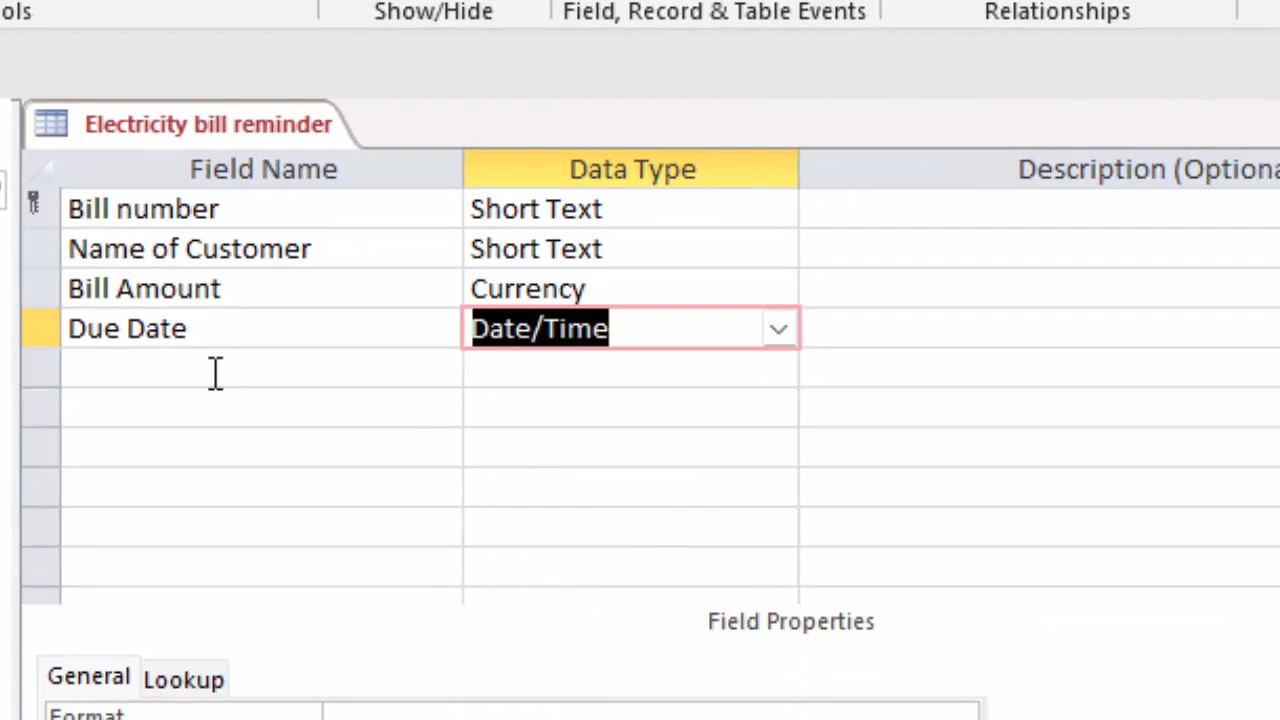 ols Show/Hide Field, Record & Table Events Relationships
Electricity bill reminder
Field Name Data Type Description (Optiona
Bill number Short Text
Name of Customer Short Text
Bill Amount Currency
Due Date Date/Time
Field Properties
General Lookup
Format